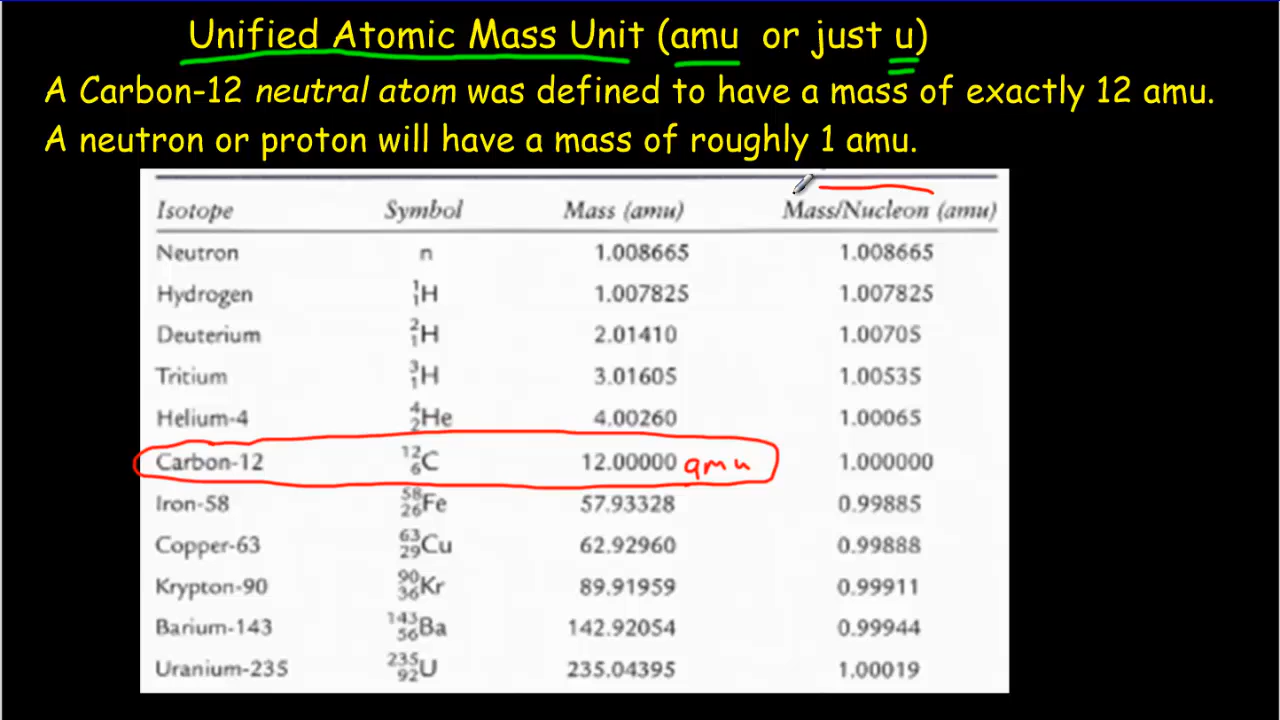 Unified Atomic Mass Unit (amu or just u)
A Carbon-12 neutral atom was defined to have a mass of exactly 12 amu.
A neutron or proton will have a mass of roughly 1 amu.
Isotope Symbol Mass (amu) Mass/Nucleon (amu)
Neutron n 1.008665 1.008665
Hydrogen ¹₁H 1.007825 1.007825
Deuterium ²₁H 2.01410 1.00705
Tritium ³₁H 3.01605 1.00535
Helium-4 ⁴₂He 4.00260 1.00065
Carbon-12 ¹²₆C 12.00000 amu 1.000000
Iron-58 ⁵⁸₂₆Fe 57.93328 0.99885
Copper-63 ⁶³₂₉Cu 62.92960 0.99888
Krypton-90 ⁹⁰₃₆Kr 89.91959 0.99911
Barium-143 ¹⁴³₅₆Ba 142.92054 0.99944
Uranium-235 ²³⁵₉₂U 235.04395 1.00019